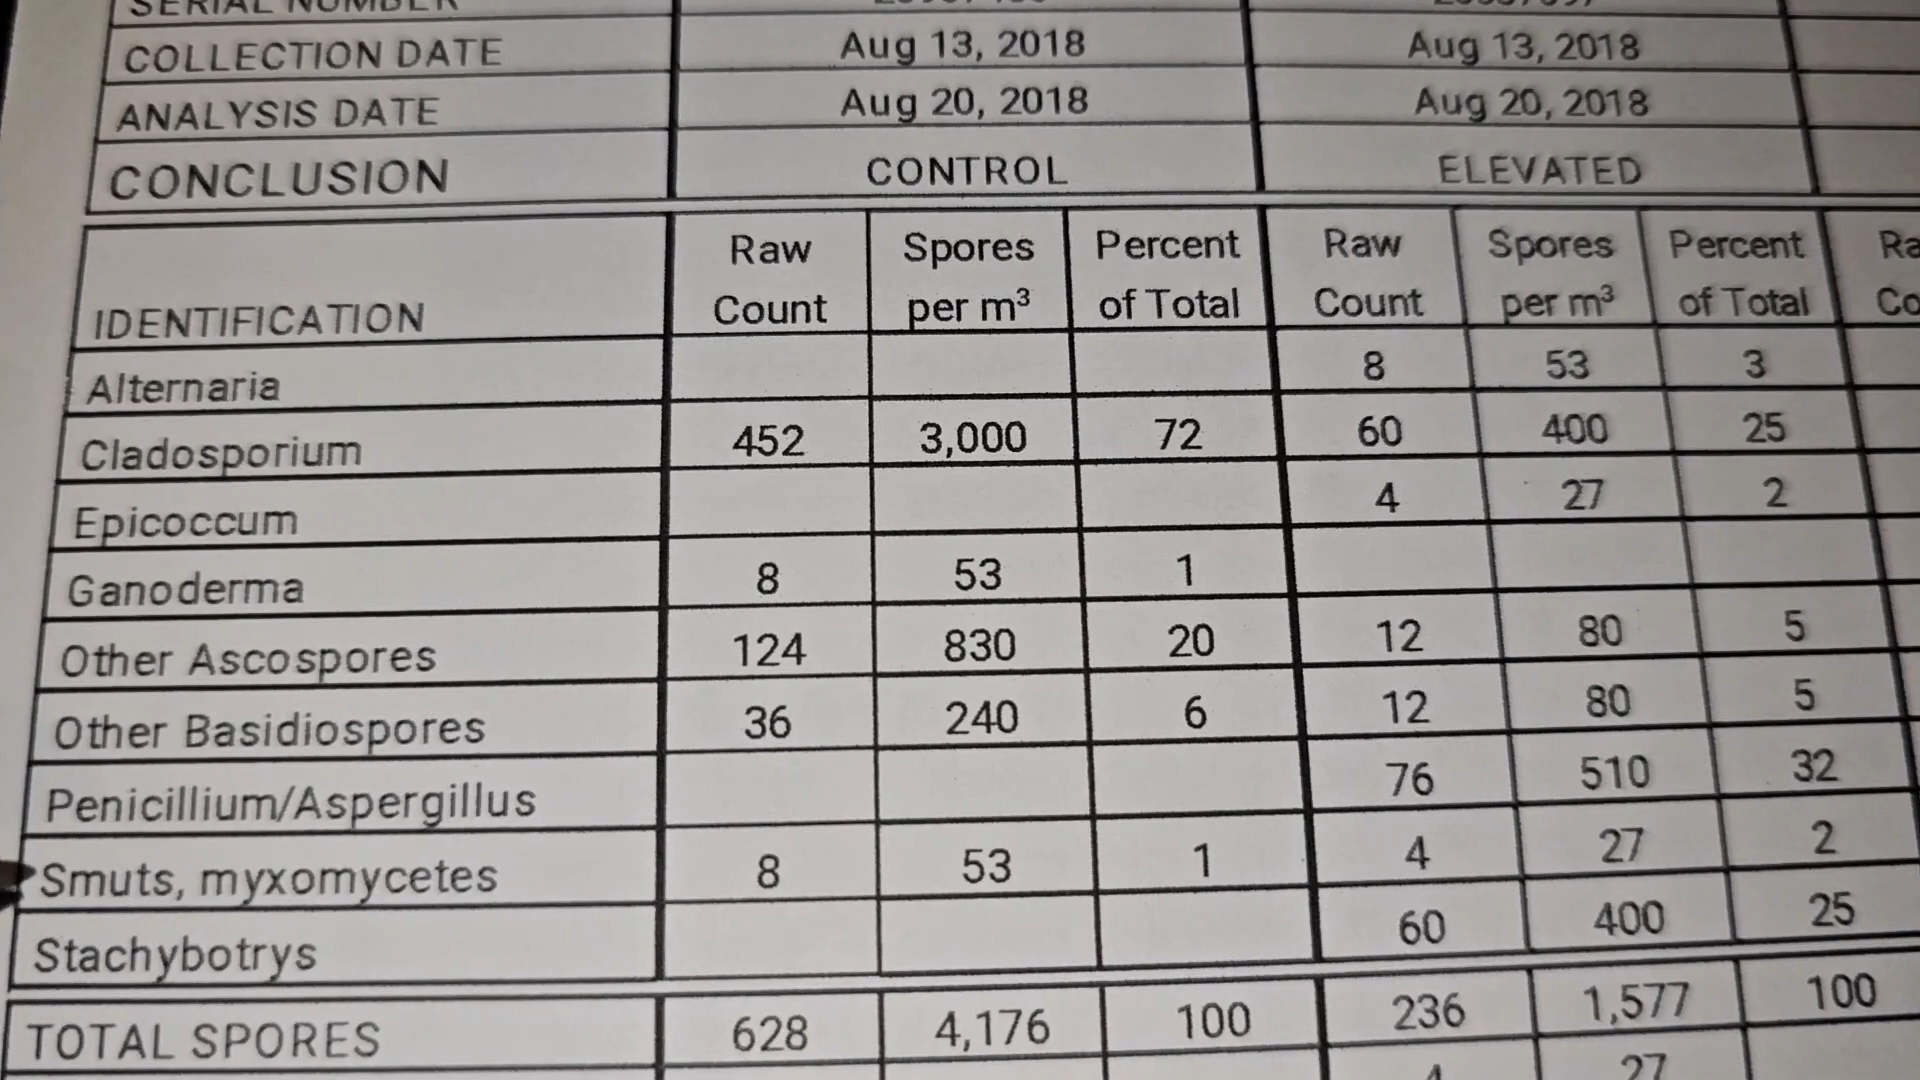 SERIAL NUMBER
COLLECTION DATE Aug 13, 2018 Aug 13, 2018
ANALYSIS DATE Aug 20, 2018 Aug 20, 2018
CONCLUSION CONTROL ELEVATED
IDENTIFICATION Raw Count Spores per m³ Percent of Total Raw Count Spores per m³ Percent of Total
Alternaria 8 53 3
Cladosporium 452 3,000 72 60 400 25
Epicoccum 4 27 2
Ganoderma 8 53 1
Other Ascospores 124 830 20 12 80 5
Other Basidiospores 36 240 6 12 80 5
Penicillium/Aspergillus 76 510 32
Smuts, myxomycetes 8 53 1 4 27 2
Stachybotrys 60 400 25
TOTAL SPORES 628 4,176 100 236 1,577 100
4 27